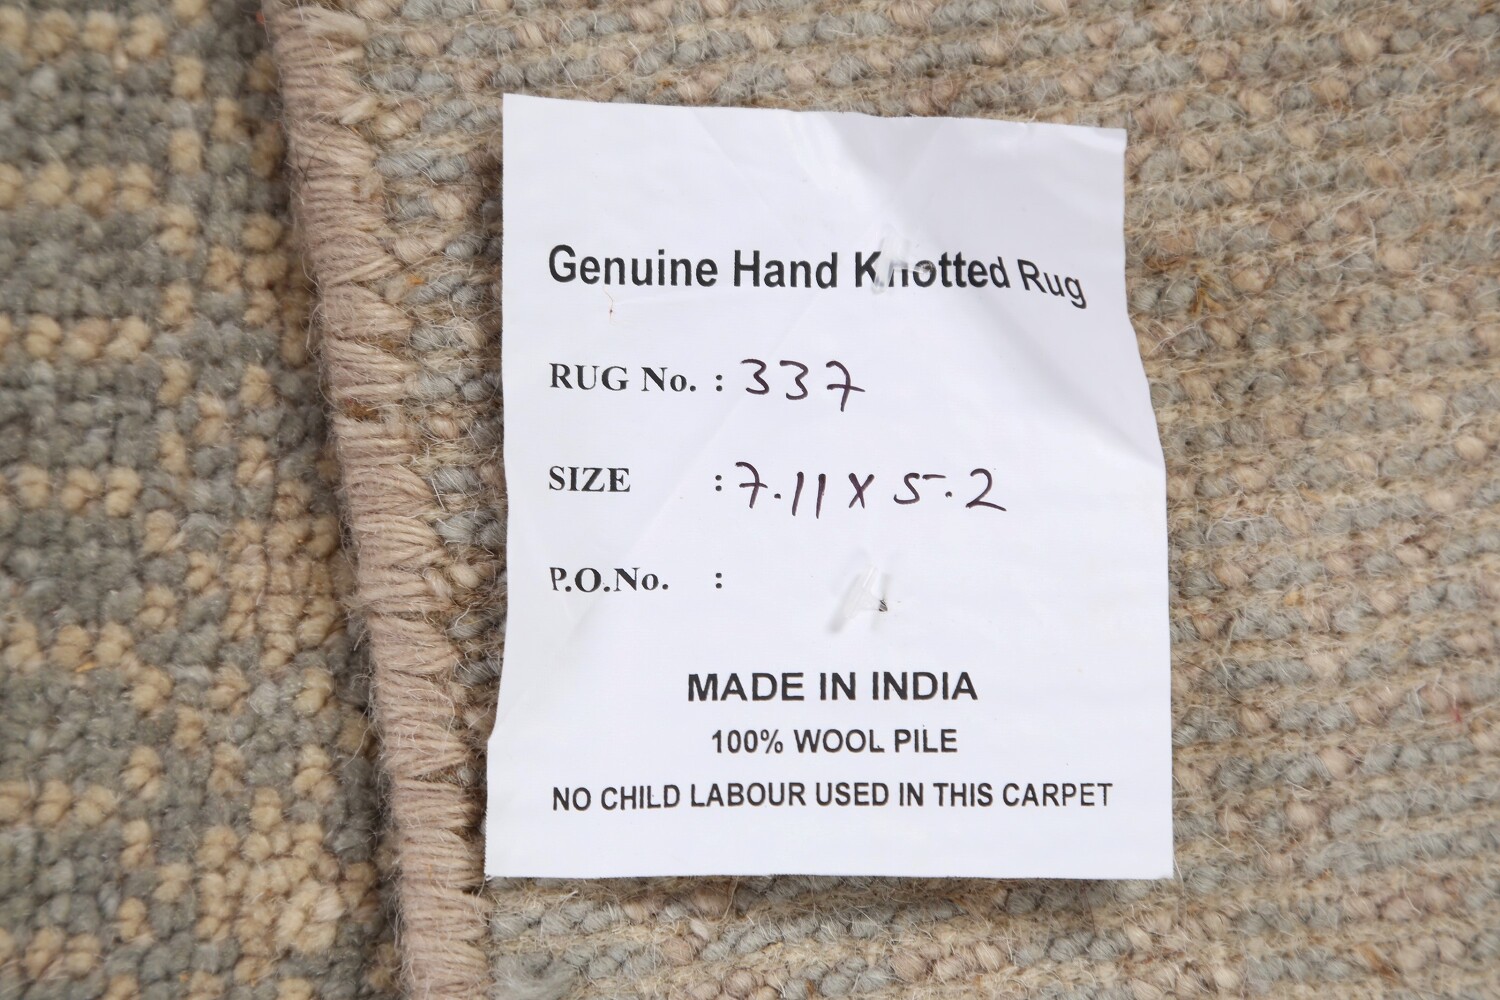 Genuine Hand Knotted Rug
RUG No. : 337
SIZE : 7.11 X 5.2
P.O.No. :
MADE IN INDIA
100% WOOL PILE
NO CHILD LABOUR USED IN THIS CARPET